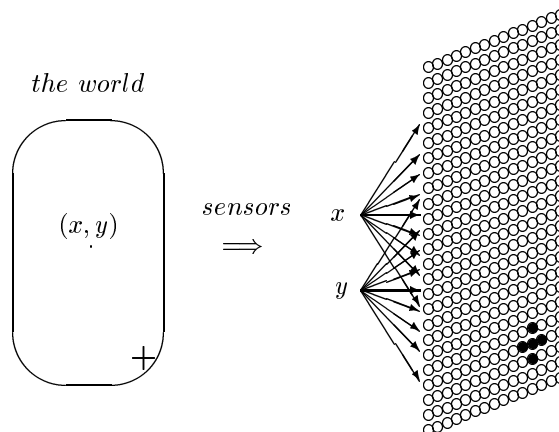 the world
(x, y)
sensors
⟹
x
y